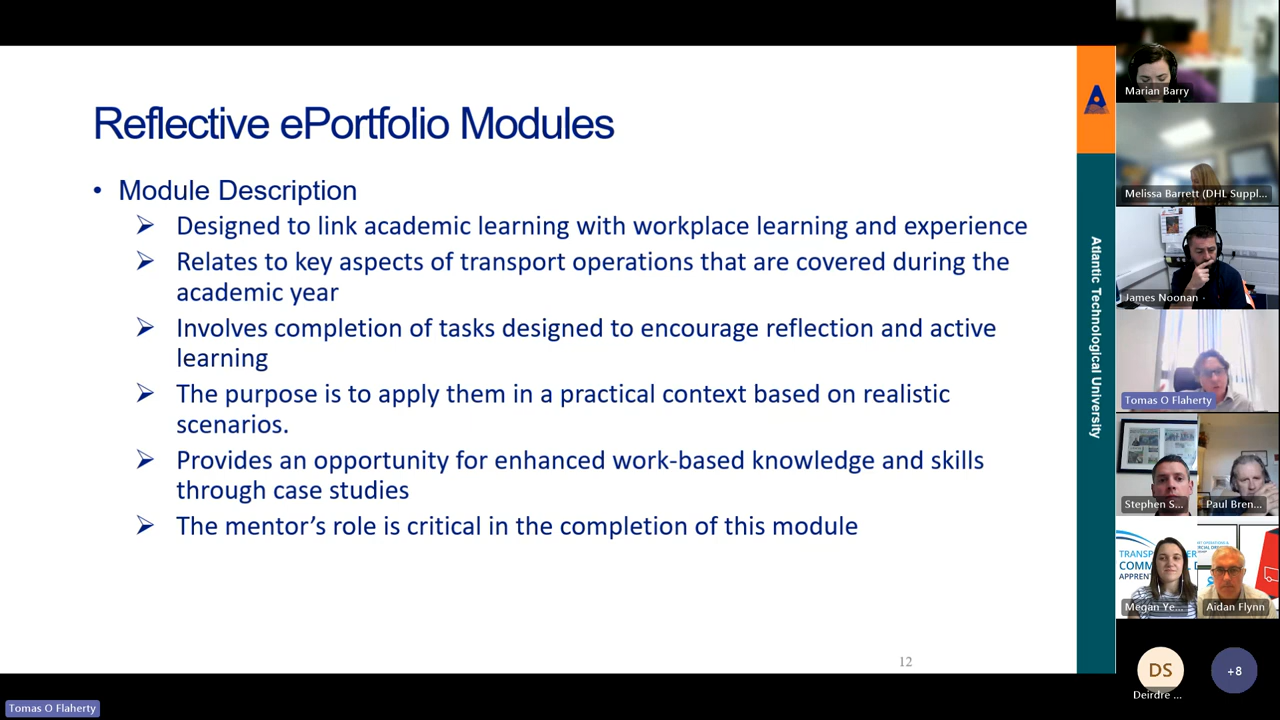 Reflective ePortfolio Modules
• Module Description
Designed to link academic learning with workplace learning and experience
Relates to key aspects of transport operations that are covered during the
academic year
Involves completion of tasks designed to encourage reflection and active
learning
The purpose is to apply them in a practical context based on realistic
scenarios.
Provides an opportunity for enhanced work-based knowledge and skills
through case studies
The mentor's role is critical in the completion of this module
12
Atlantic Technological University
Marian Barry
Melissa Barrett (DHL Suppl...
James Noonan
Tomas O Flaherty
Stephen S...
Paul Bren...
Megan Ye...
Aidan Flynn
DS
Deirdre ...
+8
Tomas O Flaherty